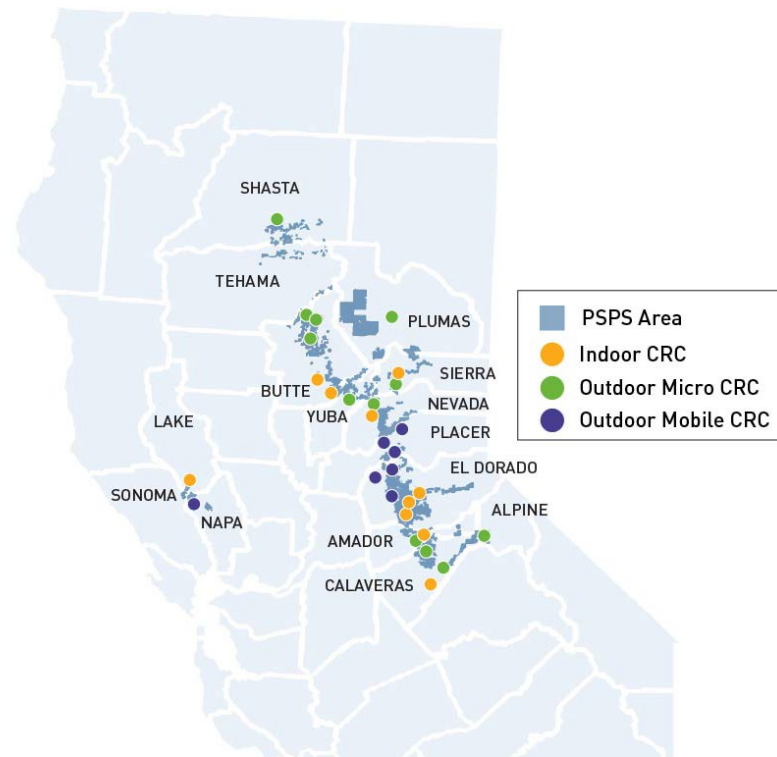 SHASTA
TEHAMA
PLUMAS
PSPS Area
Indoor CRC
SIERRA
BUTTE
Outdoor Micro CRC
NEVADA
YUBA
LAKE
Outdoor Mobile CRC
PLACER
EL DORADO
SONOMA
ALPINE
NAPA
AMADOR
CALAVERAS